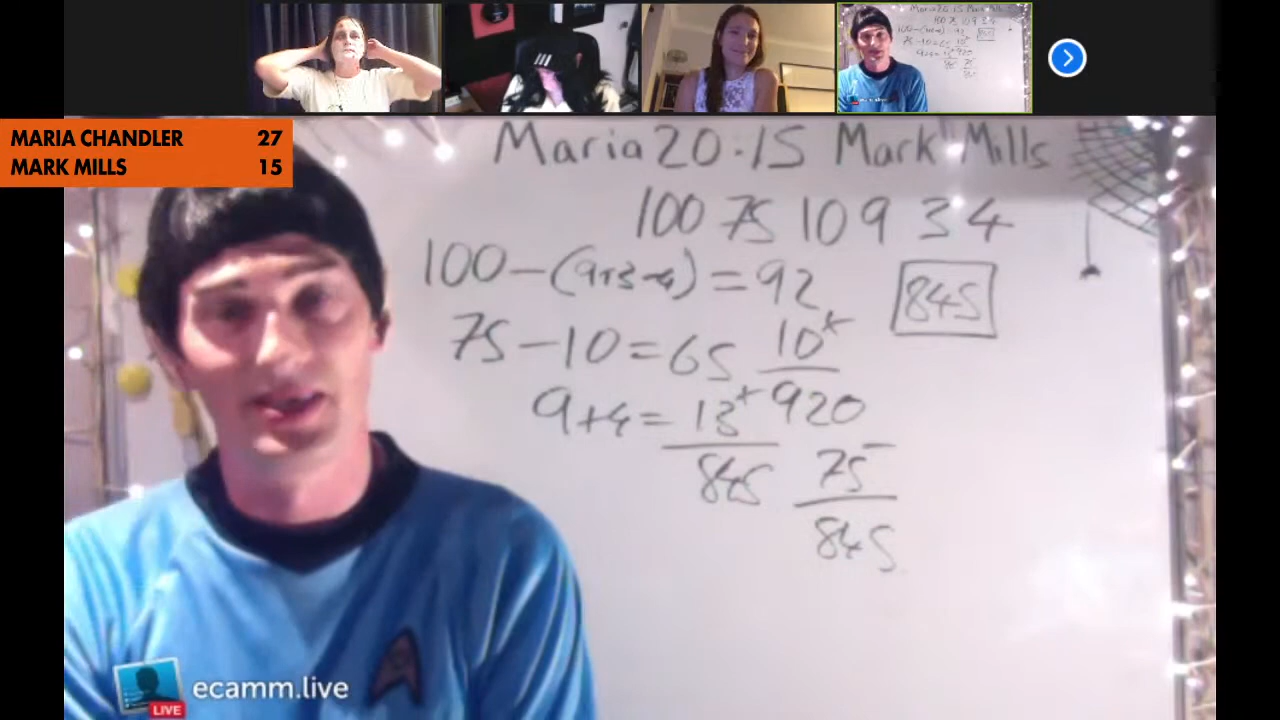 MARIA CHANDLER 27
MARK MILLS 15
Maria 20:15 Mark Mills
100 75 10 9 3 4
100 - (9+3-4) = 92
845
75 - 10 = 65
10 ×
9 + 4 = 13 ×
920
845
75 -
845
ecamm.live
LIVE